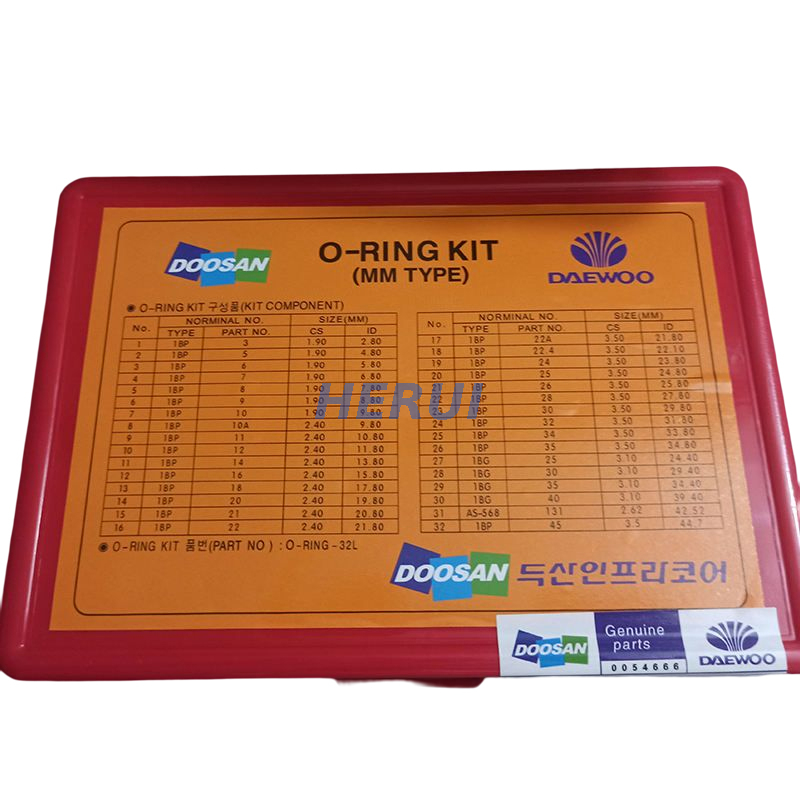 DOOSAN
O-RING KIT
(MM TYPE)
DAEWOO
◉ O-RING KIT 구성품(KIT COMPONENT)
No. NORMINAL NO. SIZE(MM)
TYPE PART NO. CS ID
1 1BP 3 1.90 2.80
2 1BP 5 1.90 4.80
3 1BP 6 1.90 5.80
4 1BP 7 1.90 6.80
5 1BP 8 1.90
6 1BP 9 1.90
7 1BP 10 1.90
8 1BP 10A 2.40 9.80
9 1BP 11 2.40 10.80
10 1BP 12 2.40 11.80
11 1BP 14 2.40 13.80
12 1BP 16 2.40 15.80
13 1BP 18 2.40 17.80
14 1BP 20 2.40 19.80
15 1BP 21 2.40 20.80
16 1BP 22 2.40 21.80
No. NORMINAL NO. SIZE(MM)
TYPE PART NO. CS ID
17 1BP 22A 3.50 21.80
18 1BP 22.4 3.50 22.10
19 1BP 24 3.50 23.80
20 1BP 25 3.50 24.80
21 1BP 26 3.50 25.80
22 1BP 28 3.50 27.80
23 1BP 30 3.50 29.80
24 1BP 32 3.50 31.80
25 1BP 34 3.50 33.80
26 1BP 35 3.50 34.80
27 1BG 25 3.10 24.40
28 1BG 30 3.10 29.40
29 1BG 35 3.10 34.40
30 1BG 40 3.10 39.40
31 AS-568 131 2.62 42.52
32 1BP 45 3.5 44.7
HERUI
◉ O-RING KIT 품번(PART NO) : O-RING-32L
DOOSAN 득산인프라코어
DOOSAN
Genuine
parts
0054666
DAEWOO